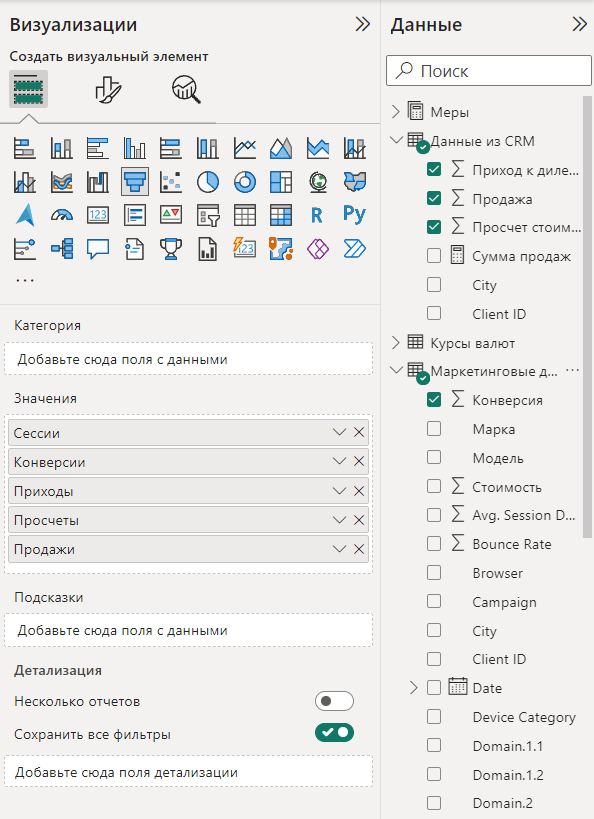 Визуализации
Создать визуальный элемент
123
R
Py
123
...
Категория
Добавьте сюда поля с данными
Значения
Сессии
Конверсии
Приходы
Просчеты
Продажи
Подсказки
Добавьте сюда поля с данными
Детализация
Несколько отчетов
Сохранить все фильтры
Добавьте сюда поля детализации
Данные
Поиск
Меры
Данные из CRM
Приход к диле...
Продажа
Просчет стоим...
Сумма продаж
City
Client ID
Курсы валют
Маркетинговые д... ...
Конверсия
Марка
Модель
Стоимость
Avg. Session D...
Bounce Rate
Browser
Campaign
City
Client ID
Date
Device Category
Domain.1.1
Domain.1.2
Domain.2